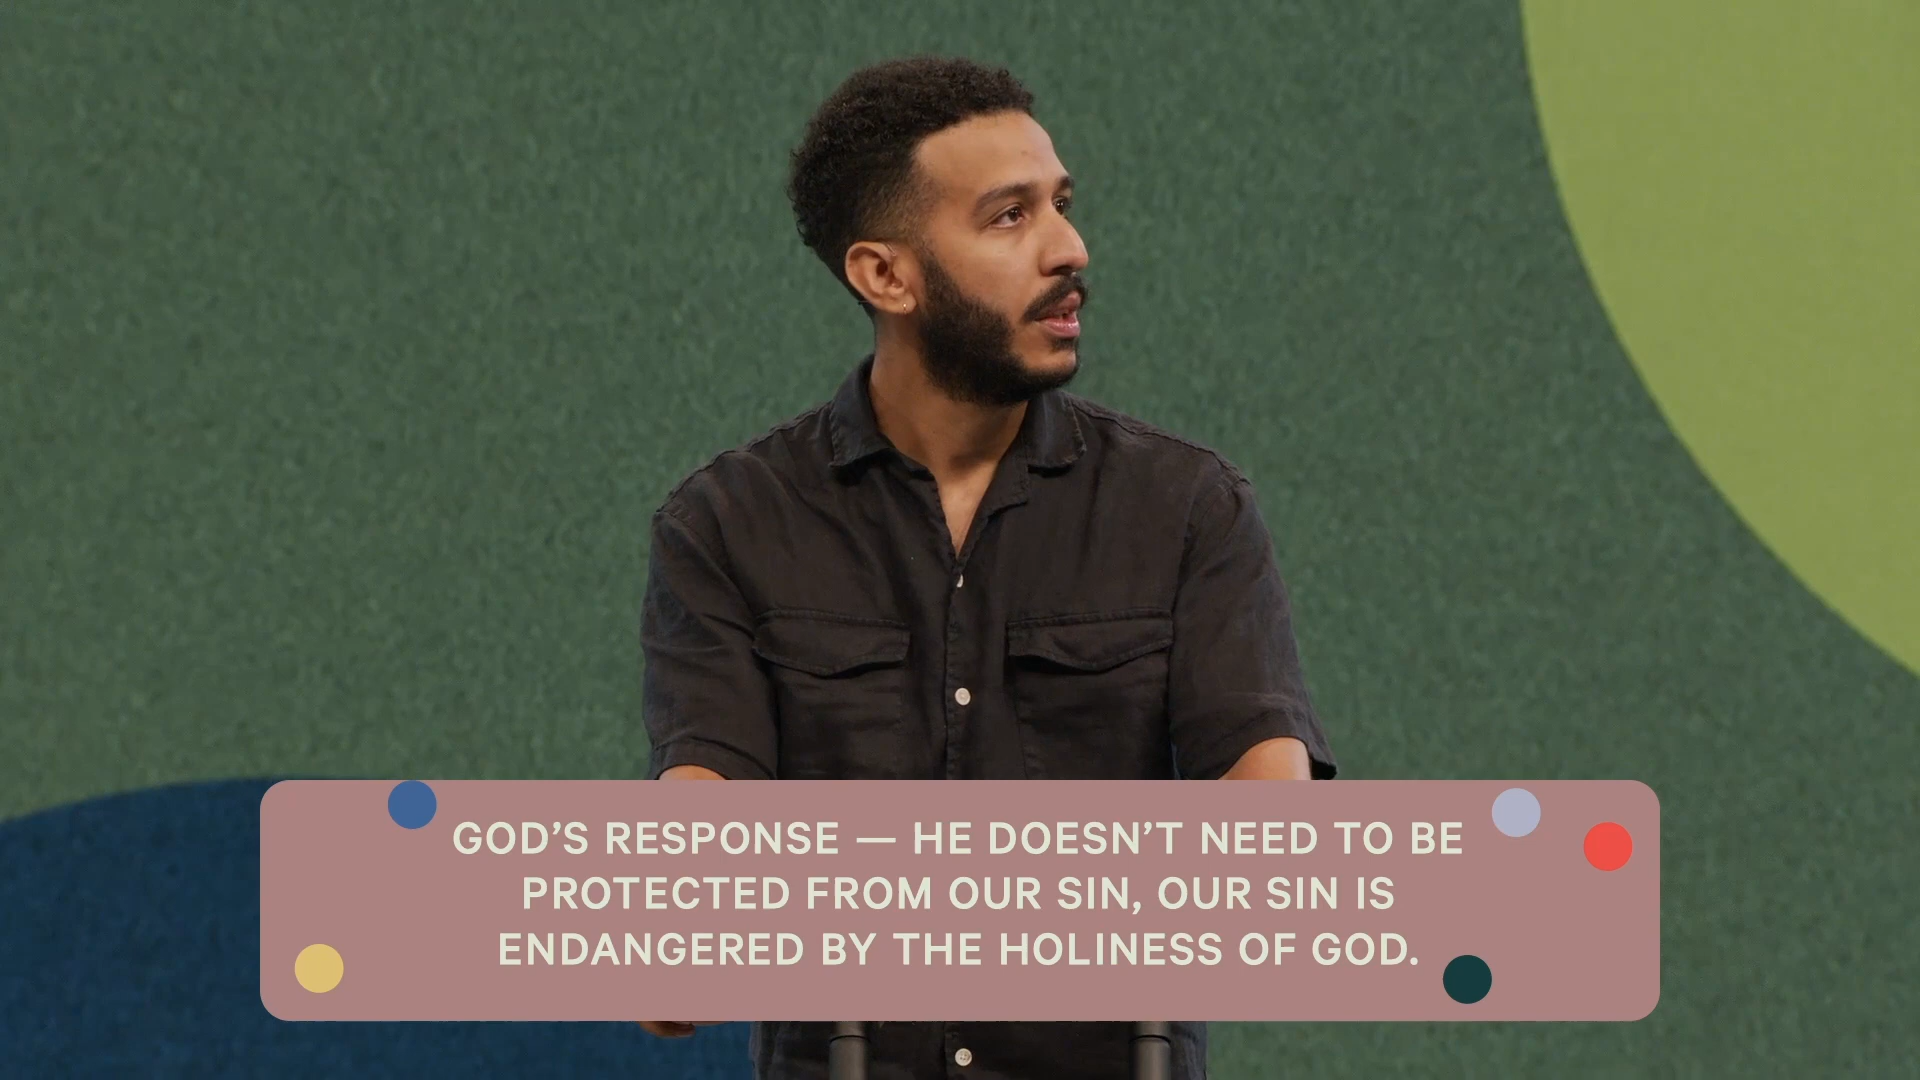 GOD’S RESPONSE — HE DOESN’T NEED TO BE
PROTECTED FROM OUR SIN, OUR SIN IS
ENDANGERED BY THE HOLINESS OF GOD.